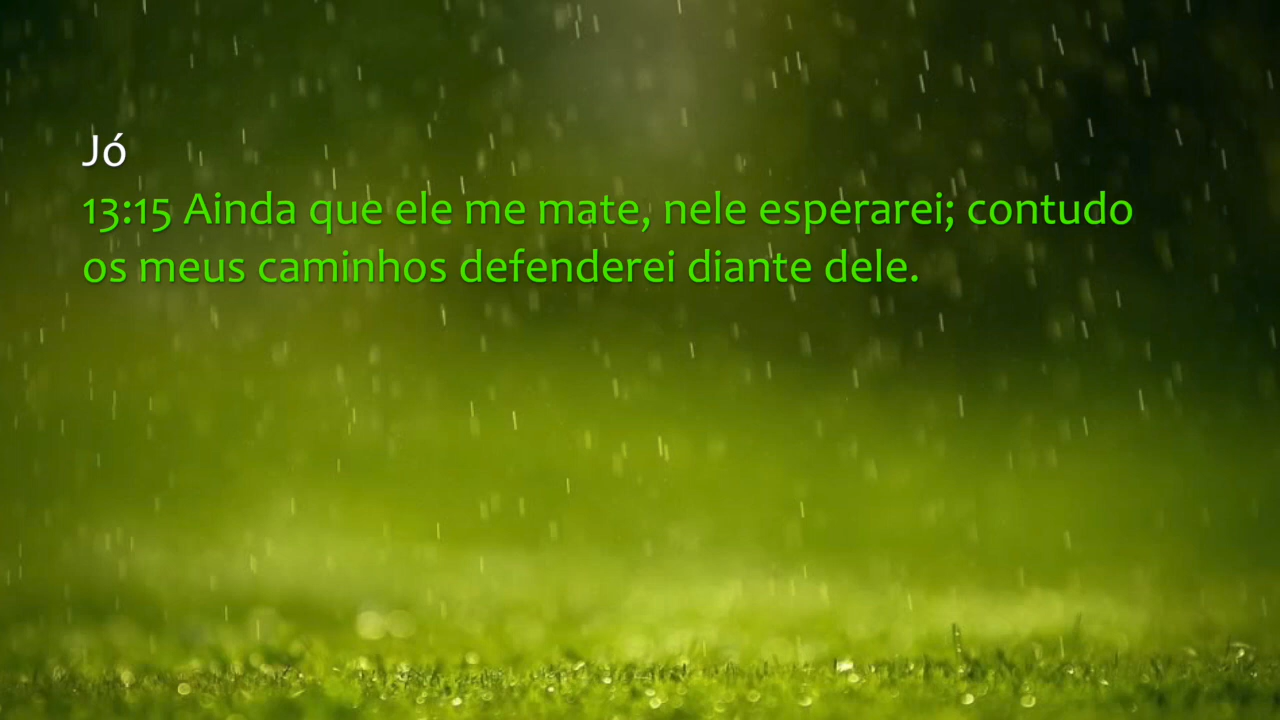 Jó
13:15 Ainda que ele me mate, nele esperarei; contudo
os meus caminhos defenderei diante dele.